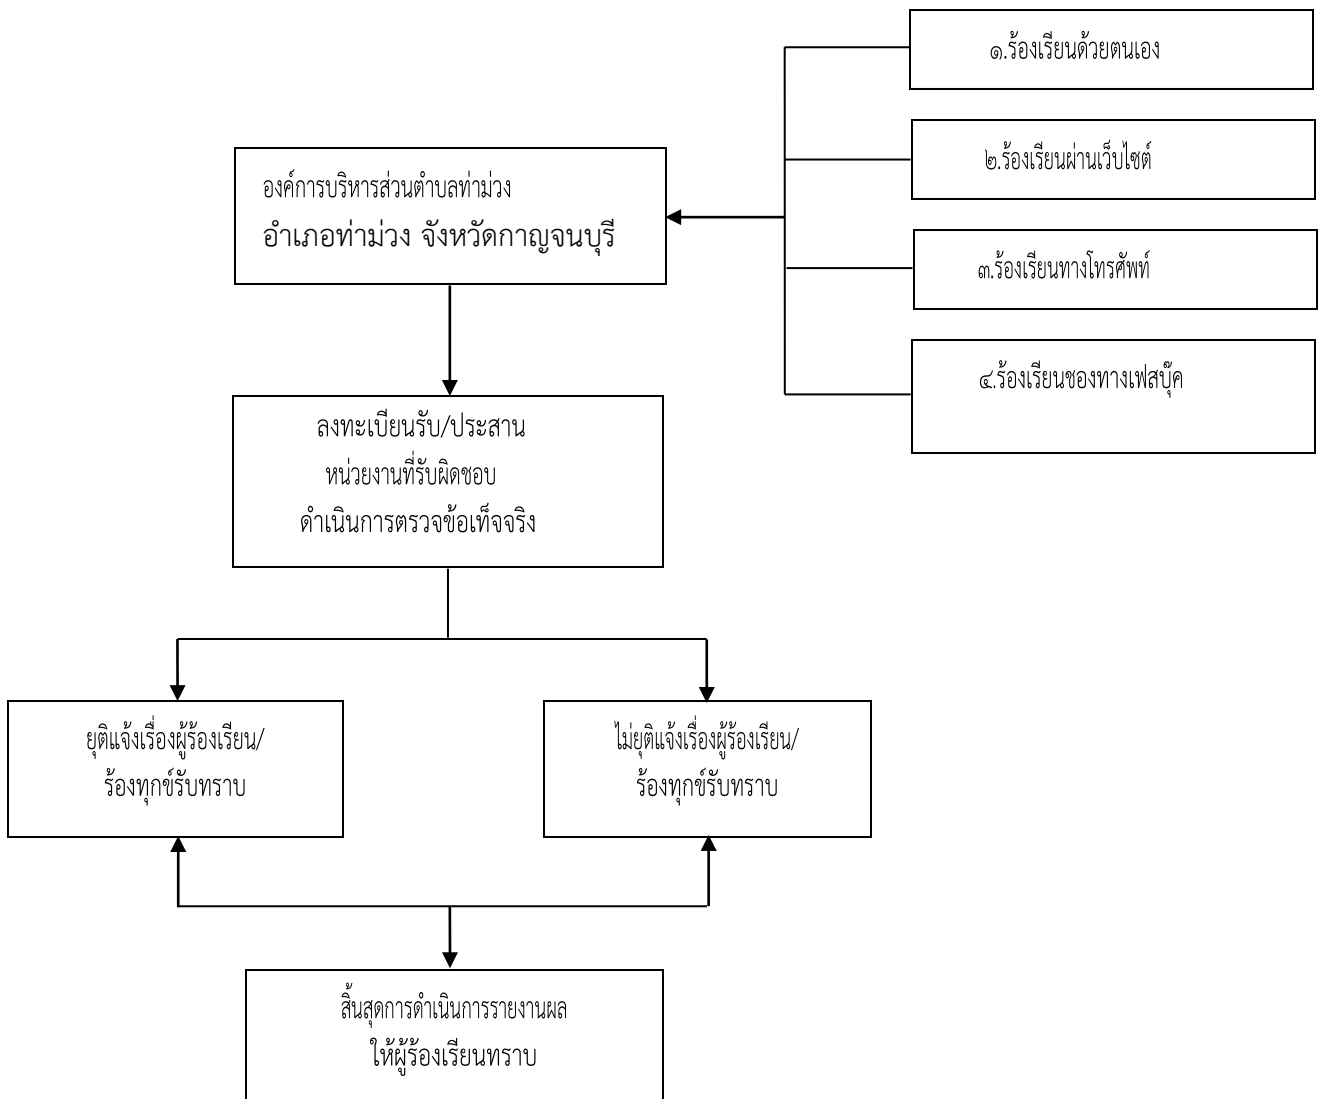 ๑.ร้องเรียนด้วยตนเอง
๒.ร้องเรียนผ่านเว็บไซต์
๓.ร้องเรียนทางโทรศัพท์
๔.ร้องเรียนชองทางเฟสบุ๊ค
องค์การบริหารส่วนตำบลท่าม่วง
อำเภอท่าม่วง จังหวัดกาญจนบุรี
ลงทะเบียนรับ/ประสาน
หน่วยงานที่รับผิดชอบ
ดำเนินการตรวจข้อเท็จจริง
ยุติแจ้งเรื่องผู้ร้องเรียน/
ร้องทุกข์รับทราบ
ไม่ยุติแจ้งเรื่องผู้ร้องเรียน/
ร้องทุกข์รับทราบ
สิ้นสุดการดำเนินการรายงานผล
ให้ผู้ร้องเรียนทราบ